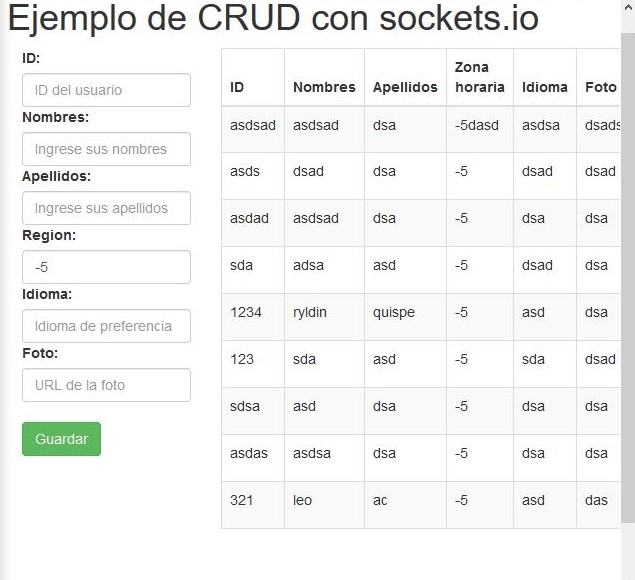 Ejemplo de CRUD con sockets.io
ID:
ID del usuario
Nombres:
Ingrese sus nombres
Apellidos:
Ingrese sus apellidos
Region:
-5
Idioma:
Idioma de preferencia
Foto:
URL de la foto
Guardar
ID Nombres Apellidos Zona horaria Idioma Foto
asdsad asdsad dsa -5dasd asdsa dsads
asds dsad dsa -5 dsad dsad
asdad asdsad dsa -5 dsa dsa
sda adsa asd -5 dsad dsa
1234 ryldin quispe -5 asd dsa
123 sda asd -5 sda dsad
sdsa asd dsa -5 dsa dsa
asdas asdsa dsa -5 dsa dsa
321 leo ac -5 asd das